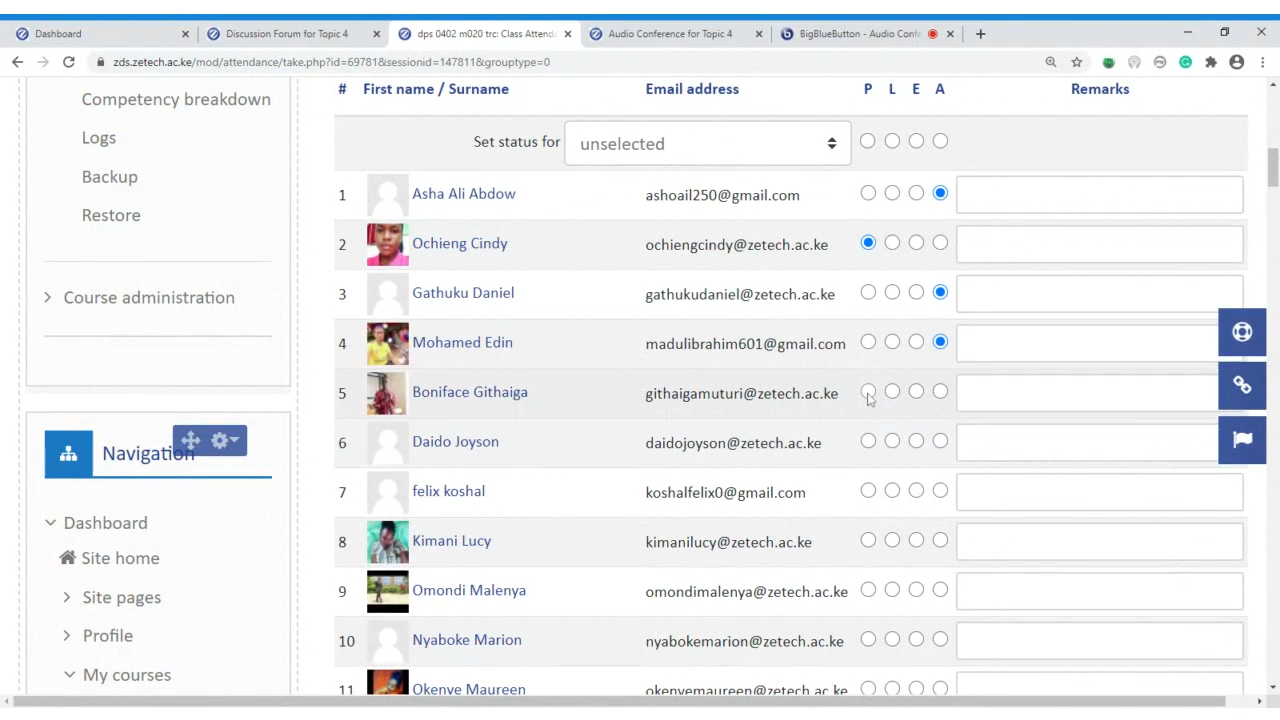 Dashboard
Discussion Forum for Topic 4
dps 0402 m020 trc: Class Attend
Audio Conference for Topic 4
BigBlueButton - Audio Confe
zds.zetech.ac.ke/mod/attendance/take.php?id=69781&sessionid=147811&grouptype=0
Competency breakdown
Logs
Backup
Restore
Course administration
Navigation
Dashboard
Site home
Site pages
Profile
My courses
# First name / Surname Email address P L E A Remarks
Set status for unselected
1 Asha Ali Abdow ashoail250@gmail.com
2 Ochieng Cindy ochiengcindy@zetech.ac.ke
3 Gathuku Daniel gathukudaniel@zetech.ac.ke
4 Mohamed Edin madulibrahim601@gmail.com
5 Boniface Githaiga githaigamuturi@zetech.ac.ke
6 Daido Joyson daidojoyson@zetech.ac.ke
7 felix koshal koshalfelix0@gmail.com
8 Kimani Lucy kimanilucy@zetech.ac.ke
9 Omondi Malenya omondimalenya@zetech.ac.ke
10 Nyaboke Marion nyabokemarion@zetech.ac.ke
11 Okenye Maureen okenyemaureen@zetech.ac.ke